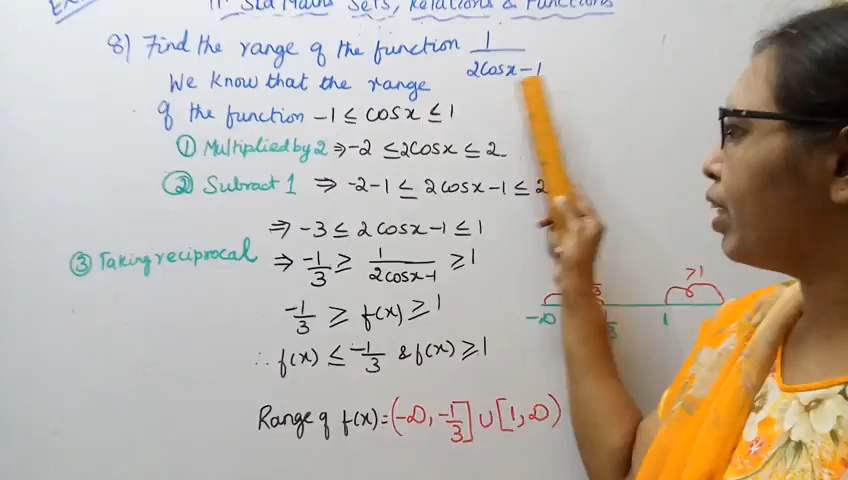 11th Std Maths Sets, Relations & Functions
8) Find the range of the function 1/(2cosx-1)
We know that the range
of the function -1 ≤ cosx ≤ 1
① Multiplied by 2 ⇒ -2 ≤ 2cosx ≤ 2
② Subract 1 ⇒ -2-1 ≤ 2cosx-1 ≤ 2
⇒ -3 ≤ 2cosx-1 ≤ 1
③ Taking reciprocal ⇒ -1/3 ≥ 1/(2cosx-1) ≥ 1
-1/3 ≥ f(x) ≥ 1
∴ f(x) ≤ -1/3 & f(x) ≥ 1
Range of f(x) = (-∞, -1/3] ∪ [1, ∞)
≥1
-∞ 1